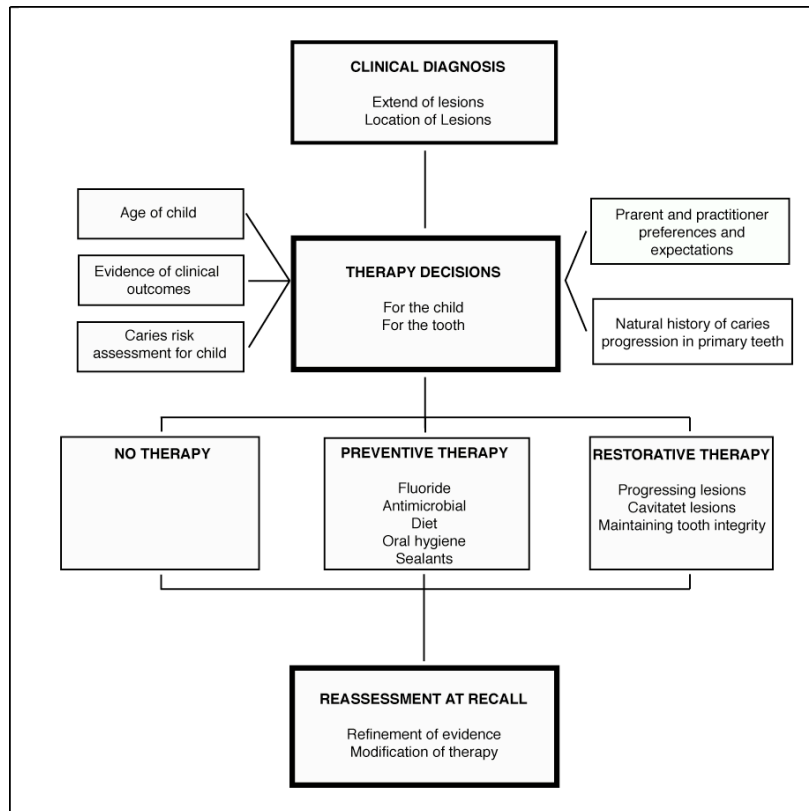 CLINICAL DIAGNOSIS
Extend of lesions
Location of Lesions
Age of child
Evidence of clinical
outcomes
Caries risk
assessment for child
THERAPY DECISIONS
For the child
For the tooth
Prarent and practitioner
preferences and
expectations
Natural history of caries
progression in primary teeth
NO THERAPY
PREVENTIVE THERAPY
Fluoride
Antimicrobial
Diet
Oral hygiene
Sealants
RESTORATIVE THERAPY
Progressing lesions
Cavitatet lesions
Maintaining tooth integrity
REASSESSMENT AT RECALL
Refinement of evidence
Modification of therapy